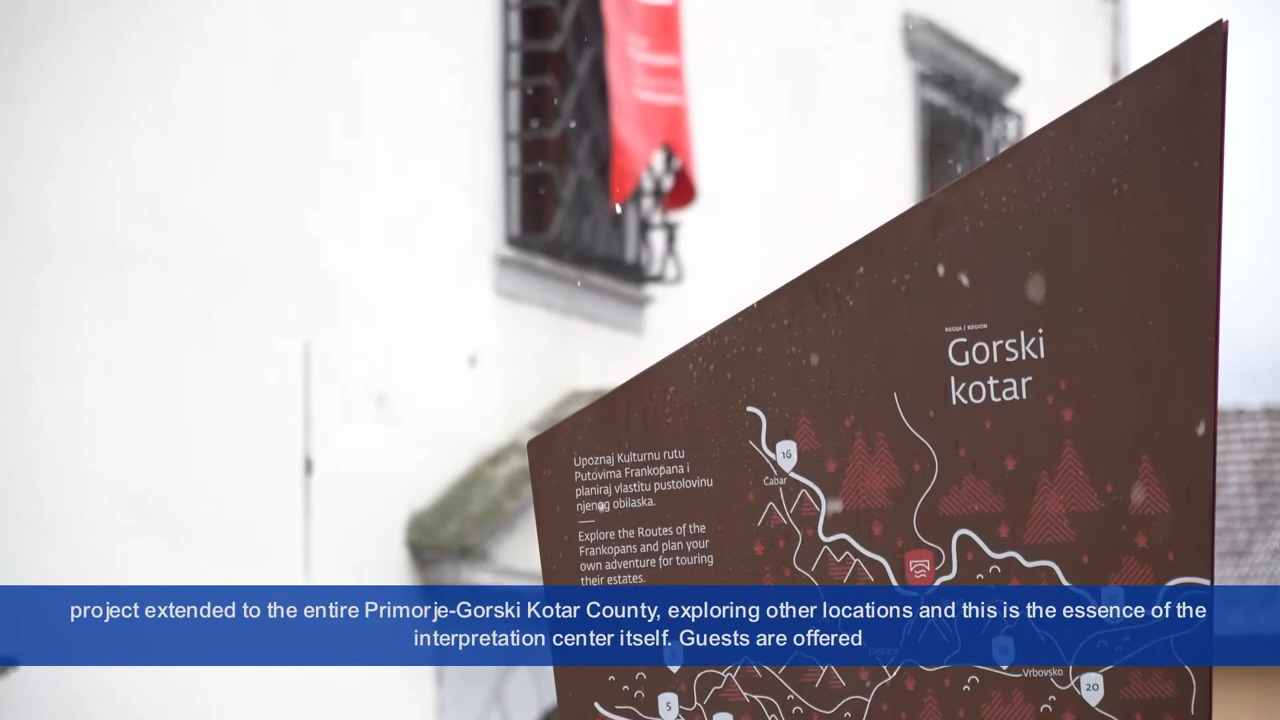 REGIJA / REGION
Gorski
kotar
Upoznaj Kulturnu rutu
Putovima Frankopana i
planiraj vlastitu pustolovinu
njenog obilaska.
Explore the Routes of the
Frankopans and plan your
own adventure for touring
their estates.
16
Čabar
project extended to the entire Primorje-Gorski Kotar County, exploring other locations and this is the essence of the
interpretation center itself. Guests are offered
Delnice
19
Vrbovsko
20
5